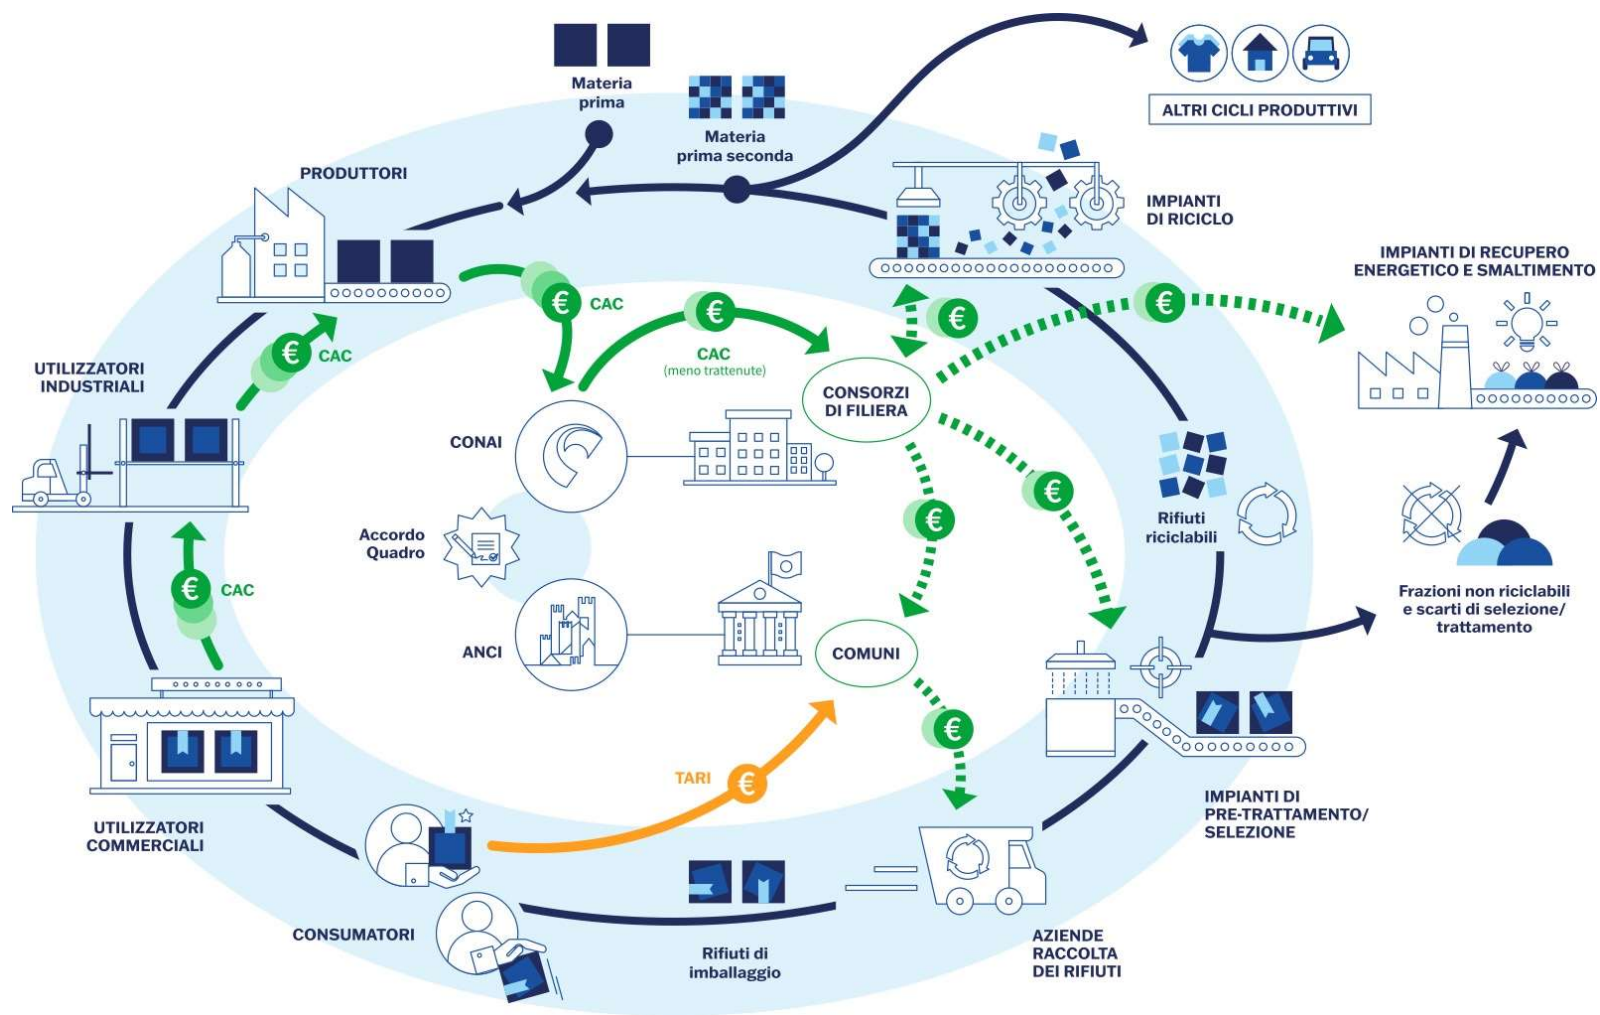 Materia
prima
Materia
prima seconda
ALTRI CICLI PRODUTTIVI
PRODUTTORI
IMPIANTI
DI RICICLO
IMPIANTI DI RECUPERO
ENERGETICO E SMALTIMENTO
€
CAC
€
CAC
(meno trattenute)
€
€
€
CAC
UTILIZZATORI
INDUSTRIALI
CONSORZI
DI FILIERA
CONAI
€
€
Rifiuti
riciclabili
Accordo
Quadro
Frazioni non riciclabili
e scarti di selezione/
trattamento
€
CAC
ANCI
COMUNI
€
TARI
€
IMPIANTI DI
PRE-TRATTAMENTO/
SELEZIONE
UTILIZZATORI
COMMERCIALI
CONSUMATORI
Rifiuti di
imballaggio
AZIENDE
RACCOLTA
DEI RIFIUTI